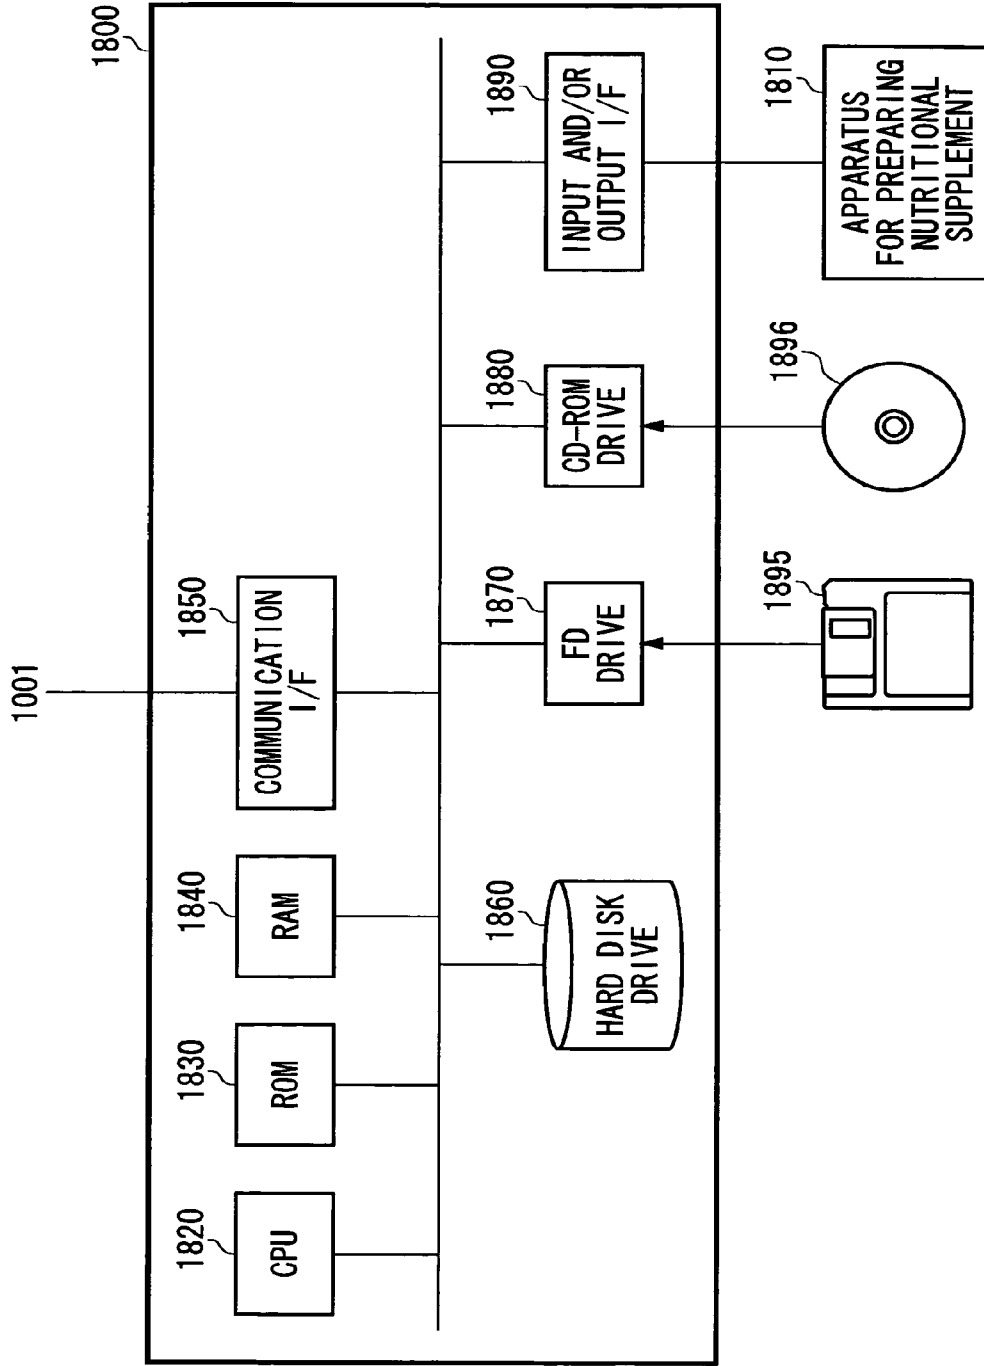 1001
1800
1820
CPU
1830
ROM
1840
RAM
1850
COMMUNICATION
I/F
1860
HARD DISK
DRIVE
1870
FD
DRIVE
1880
CD-ROM
DRIVE
1890
INPUT AND/OR
OUTPUT I/F
1895
1896
1810
APPARATUS
FOR PREPARING
NUTRITIONAL
SUPPLEMENT